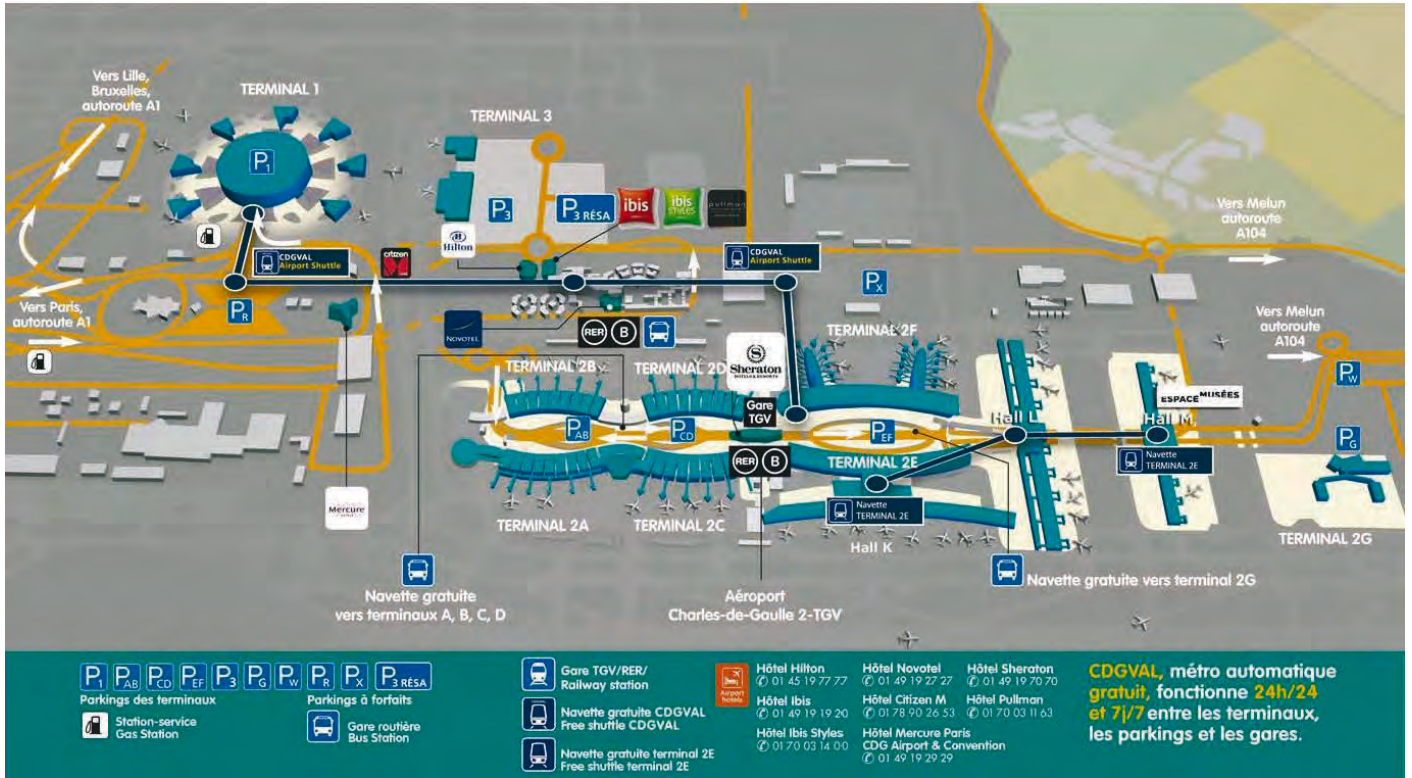 Vers Lille,
Bruxelles,
autoroute A1
TERMINAL 1
P1
TERMINAL 3
P3
P3 RÉSA
ibis
ibis
STYLES
pullman
Hilton
citizen
M
CDGVAL
Airport Shuttle
CDGVAL
Airport Shuttle
Vers Melun
autoroute
A104
Vers Paris,
autoroute A1
PR
PX
NOVOTEL
RER B
Sheraton
HOTELS & RESORTS
TERMINAL 2F
Vers Melun
autoroute
A104
PW
TERMINAL 2B
TERMINAL 2D
Gare
TGV
ESPACE MUSÉES
Hall L
Hall M
PAB
PCD
PEF
PG
RER B
TERMINAL 2E
Navette
TERMINAL 2E
Mercure
TERMINAL 2A
TERMINAL 2C
Navette
TERMINAL 2E
Hall K
TERMINAL 2G
Navette gratuite
vers terminaux A, B, C, D
Aéroport
Charles-de-Gaulle 2-TGV
Navette gratuite vers terminal 2G
P1 PAB PCD PEF P3 PG PW PR PX P3 RÉSA
Parkings des terminaux
Parkings à forfaits
Station-service
Gas Station
Gare routière
Bus Station
Gare TGV/RER/
Railway station
Navette gratuite CDGVAL
Free shuttle CDGVAL
Navette gratuite terminal 2E
Free shuttle terminal 2E
Airport
hotels
Hôtel Hilton
01 45 19 77 77
Hôtel Ibis
01 49 19 19 20
Hôtel Ibis Styles
01 70 03 14 00
Hôtel Novotel
01 49 19 27 27
Hôtel Citizen M
01 78 90 26 53
Hôtel Mercure Paris
CDG Airport & Convention
01 49 19 29 29
Hôtel Sheraton
01 49 19 70 70
Hôtel Pullman
01 70 03 11 63
CDGVAL, métro automatique
gratuit, fonctionne 24h/24
et 7j/7 entre les terminaux,
les parkings et les gares.